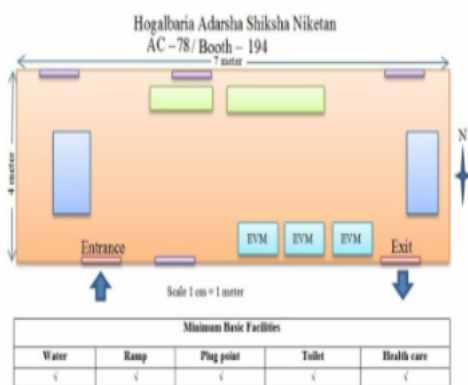 Hogalbaria Adarsha Shiksha Niketan
AC -78/ Booth - 194
7 meter
4 meter
N
EVM EVM EVM
Entrance Exit
Scale 1 cm = 1 meter
Minimum Basic Facilities
Water Ramp Plug point Toilet Health care
√ √ √ √ √